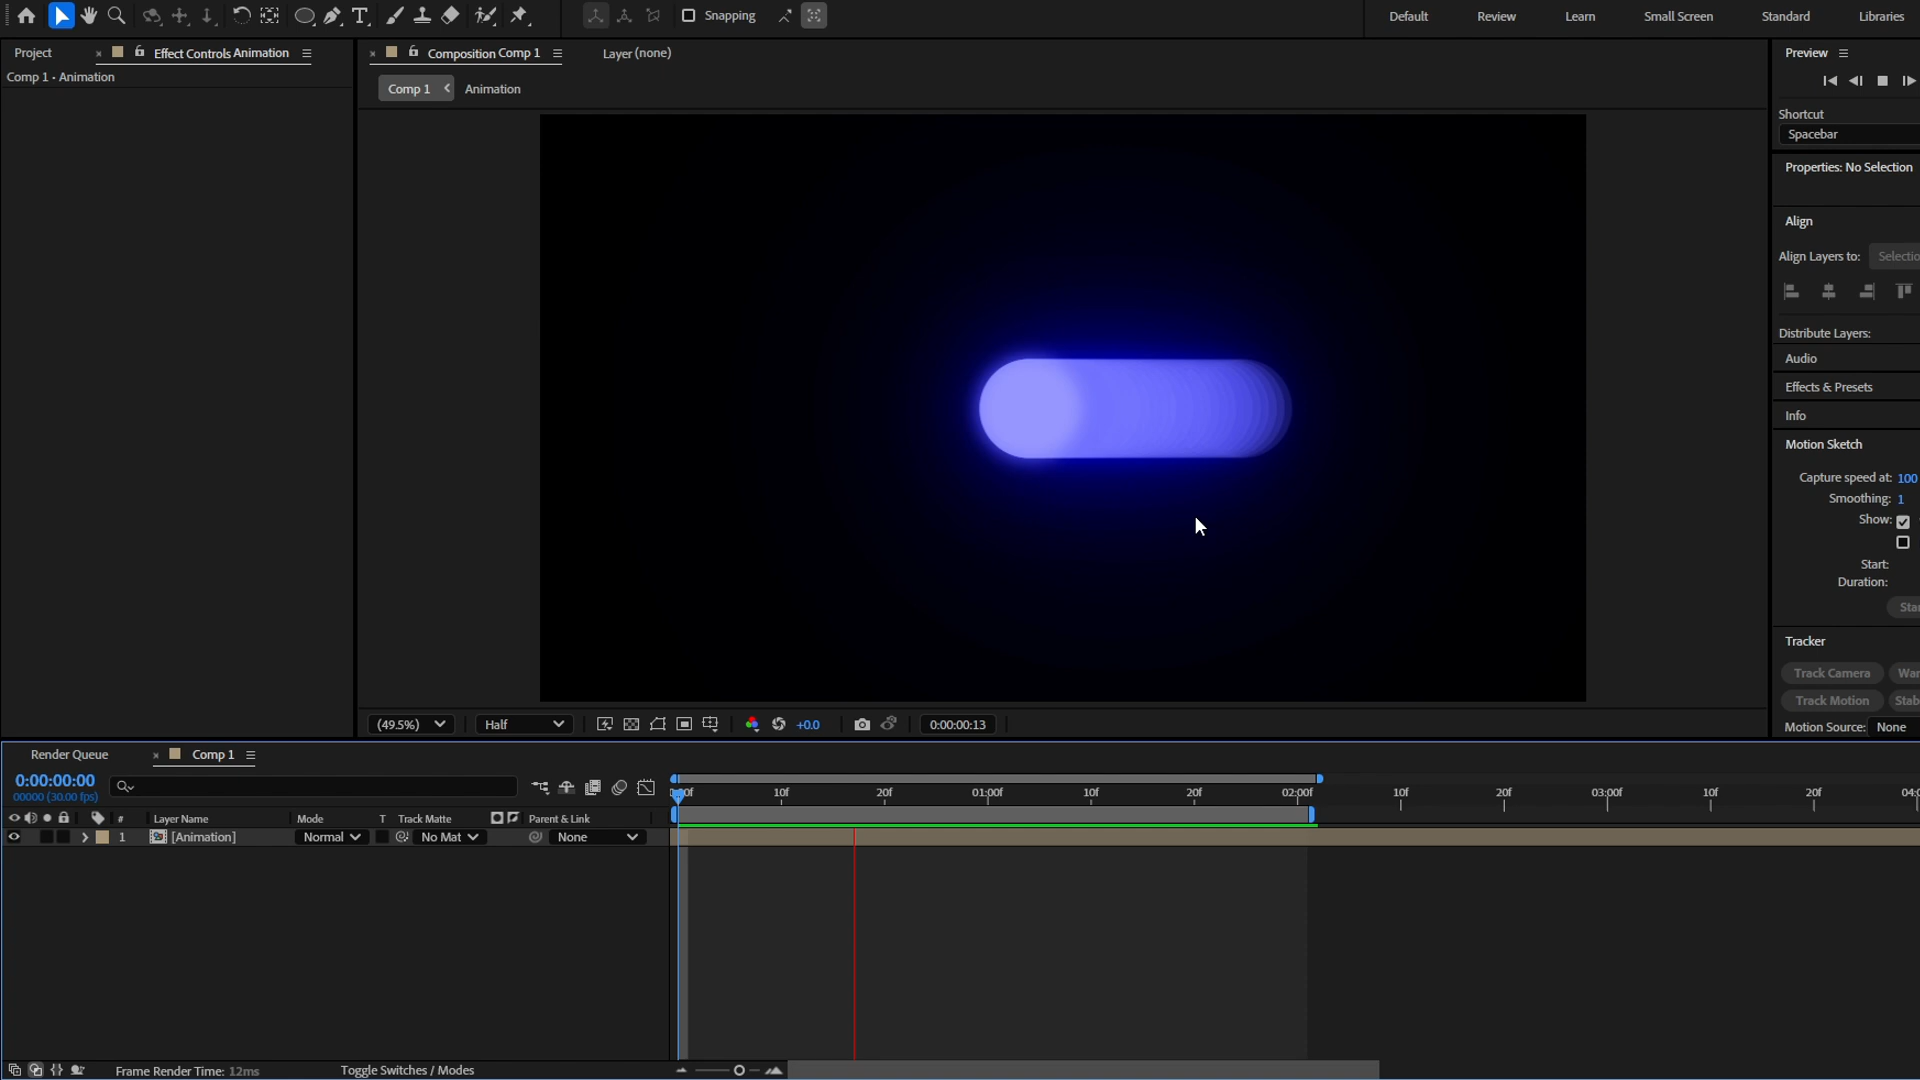 Snapping
Default
Review
Learn
Small Screen
Standard
Libraries
Project
Effect Controls Animation
Composition Comp 1
Layer (none)
Preview
Comp 1 • Animation
Comp 1
Animation
Shortcut
Spacebar
Properties: No Selection
Align
Align Layers to:
Selectio
Distribute Layers:
Audio
Effects & Presets
Info
Motion Sketch
Capture speed at: 100
Smoothing: 1
Show:
Start:
Duration:
Star
Tracker
Track Camera
War
Track Motion
Stab
Motion Source: None
(49.5%)
Half
+0.0
0:00:00:13
Render Queue
Comp 1
0:00:00:00
00000 (30.00 fps)
10f
20f
01:00f
10f
20f
02:00f
10f
20f
03:00f
10f
20f
# Layer Name
Mode
T Track Matte
Parent & Link
1 [Animation]
Normal
No Mat
None
Frame Render Time: 12ms
Toggle Switches / Modes